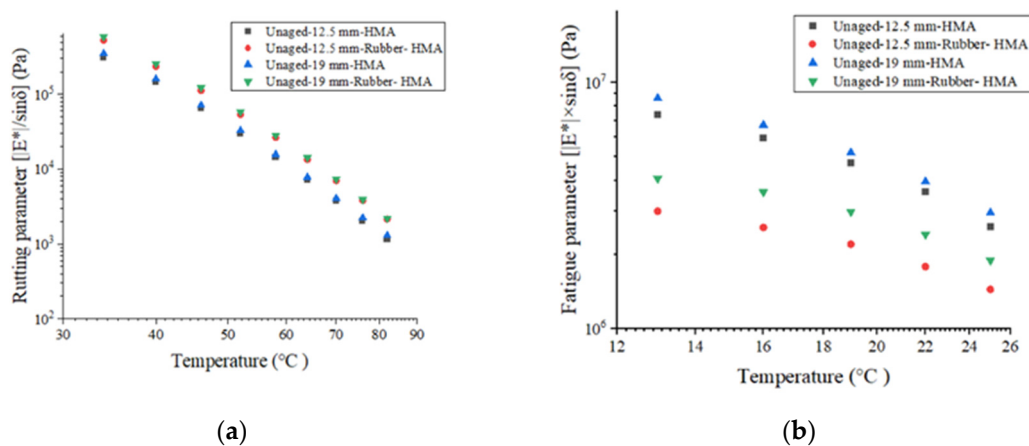 Unaged-12.5 mm-HMA
Unaged-12.5 mm-Rubber- HMA
Unaged-19 mm-HMA
Unaged-19 mm-Rubber- HMA
Rutting parameter [|E*|/sinδ] (Pa)
10^5
10^4
10^3
10^2
30 40 50 60 70 80 90
Temperature (°C )
(a)
Unaged-12.5 mm-HMA
Unaged-12.5 mm-Rubber- HMA
Unaged-19 mm-HMA
Unaged-19 mm-Rubber- HMA
Fatigue parameter [|E*|×sinδ] (Pa)
10^7
10^6
12 14 16 18 20 22 24 26
Temperature (°C )
(b)